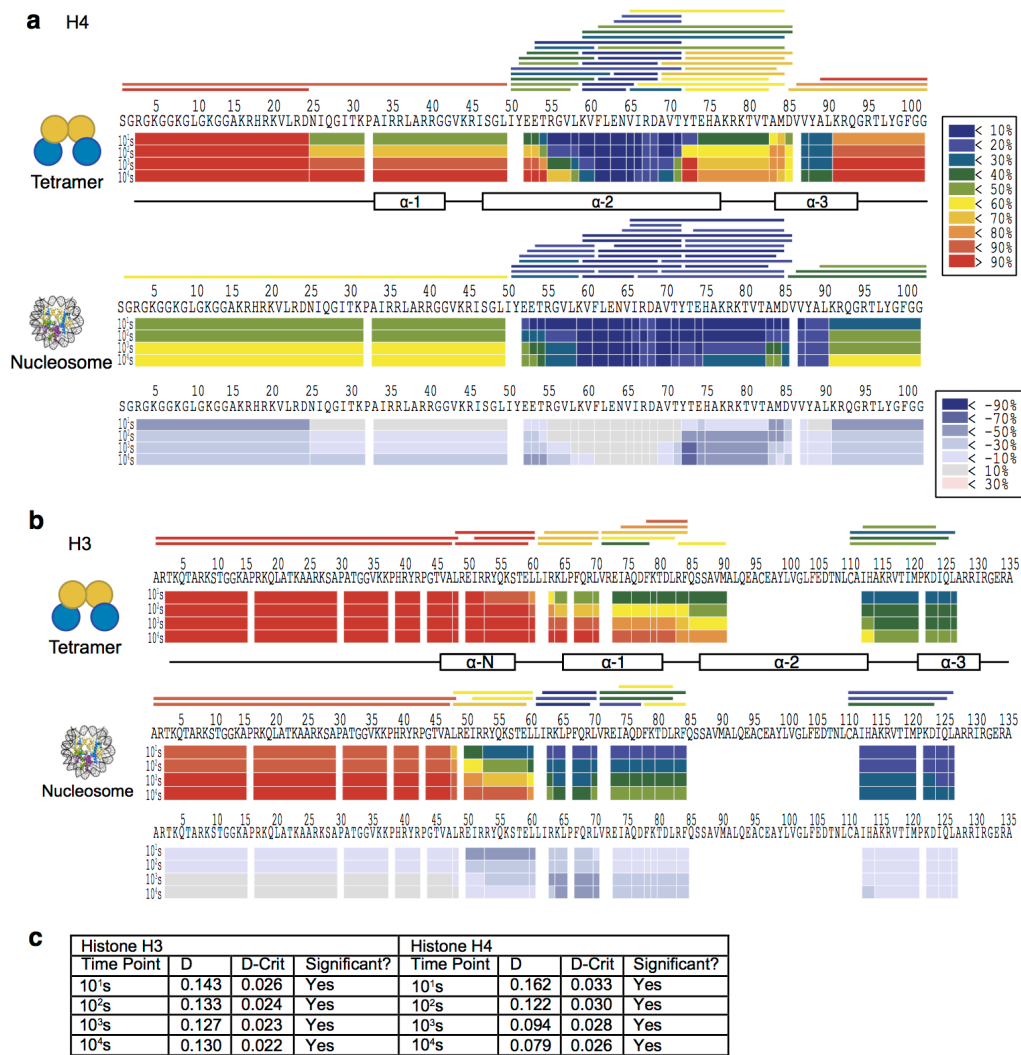 a H4
5 10 15 20 25 30 35 40 45 50 55 60 65 70 75 80 85 90 95 100
SGRGKGGKGLGKGGAKRHRKVLRDNIQGITKPAIRRLARRGGVKRISGLIYEETRGVLKVFLENVIRDAVTYTEHAKRKTVTAMDVVYALKRQGRTLYGFGG
10¹s
10²s
10³s
10⁴s
Tetramer
α-1 α-2 α-3
< 10%
< 20%
< 30%
< 40%
< 50%
< 60%
< 70%
< 80%
< 90%
> 90%
5 10 15 20 25 30 35 40 45 50 55 60 65 70 75 80 85 90 95 100
SGRGKGGKGLGKGGAKRHRKVLRDNIQGITKPAIRRLARRGGVKRISGLIYEETRGVLKVFLENVIRDAVTYTEHAKRKTVTAMDVVYALKRQGRTLYGFGG
10¹s
10²s
10³s
10⁴s
Nucleosome
5 10 15 20 25 30 35 40 45 50 55 60 65 70 75 80 85 90 95 100
SGRGKGGKGLGKGGAKRHRKVLRDNIQGITKPAIRRLARRGGVKRISGLIYEETRGVLKVFLENVIRDAVTYTEHAKRKTVTAMDVVYALKRQGRTLYGFGG
10¹s
10²s
10³s
10⁴s
< -90%
< -70%
< -50%
< -30%
< -10%
< 10%
< 30%
b H3
5 10 15 20 25 30 35 40 45 50 55 60 65 70 75 80 85 90 95 100 105 110 115 120 125 130 135
ARTKQTARKSTGGKAPRKQLATKAARKSAPATGGVKKPHRYRPGTVALREIRRYQKSTELLIRKLPFQRLVREIAQDFKTDLRFQSSAVMALQEACEAYLVGLFEDTNLCAIHAKRVTIMPKDIQLARRIRGERA
10¹s
10²s
10³s
10⁴s
Tetramer
α-N α-1 α-2 α-3
5 10 15 20 25 30 35 40 45 50 55 60 65 70 75 80 85 90 95 100 105 110 115 120 125 130 135
ARTKQTARKSTGGKAPRKQLATKAARKSAPATGGVKKPHRYRPGTVALREIRRYQKSTELLIRKLPFQRLVREIAQDFKTDLRFQSSAVMALQEACEAYLVGLFEDTNLCAIHAKRVTIMPKDIQLARRIRGERA
10¹s
10²s
10³s
10⁴s
Nucleosome
5 10 15 20 25 30 35 40 45 50 55 60 65 70 75 80 85 90 95 100 105 110 115 120 125 130 135
ARTKQTARKSTGGKAPRKQLATKAARKSAPATGGVKKPHRYRPGTVALREIRRYQKSTELLIRKLPFQRLVREIAQDFKTDLRFQSSAVMALQEACEAYLVGLFEDTNLCAIHAKRVTIMPKDIQLARRIRGERA
10¹s
10²s
10³s
10⁴s
c
Histone H3 Histone H4
Time Point D D-Crit Significant? Time Point D D-Crit Significant?
10¹s 0.143 0.026 Yes 10¹s 0.162 0.033 Yes
10²s 0.133 0.024 Yes 10²s 0.122 0.030 Yes
10³s 0.127 0.023 Yes 10³s 0.094 0.028 Yes
10⁴s 0.130 0.022 Yes 10⁴s 0.079 0.026 Yes